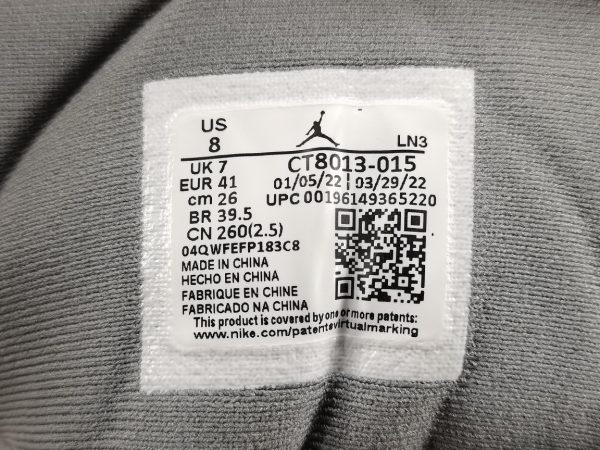 US
8
LN3
UK 7
CT8013-015
EUR 41
01/05/22 | 03/29/22
cm 26
UPC 00196149365220
BR 39.5
CN 260(2.5)
04QWFEFP183C8
MADE IN CHINA
HECHO EN CHINA
FABRIQUE EN CHINE
FABRICADO NA CHINA
This product is covered by one or more patents:
www.nike.com/patentsvirtualmarking